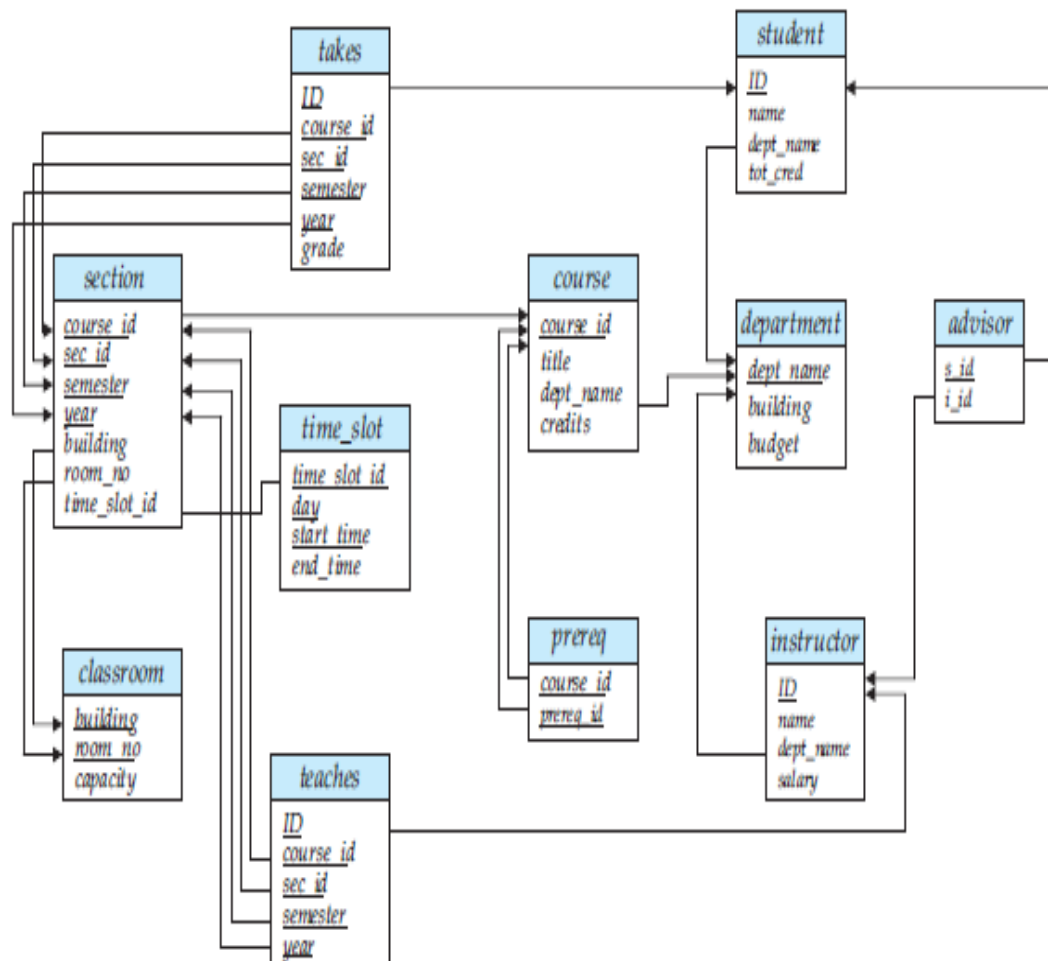 takes
ID
course_id
sec_id
semester
year
grade
student
ID
name
dept_name
tot_cred
section
course_id
sec_id
semester
year
building
room_no
time_slot_id
course
course_id
title
dept_name
credits
department
dept_name
building
budget
advisor
s_id
i_id
time_slot
time_slot_id
day
start_time
end_time
prereq
course_id
prereq_id
instructor
ID
name
dept_name
salary
classroom
building
room_no
capacity
teaches
ID
course_id
sec_id
semester
year